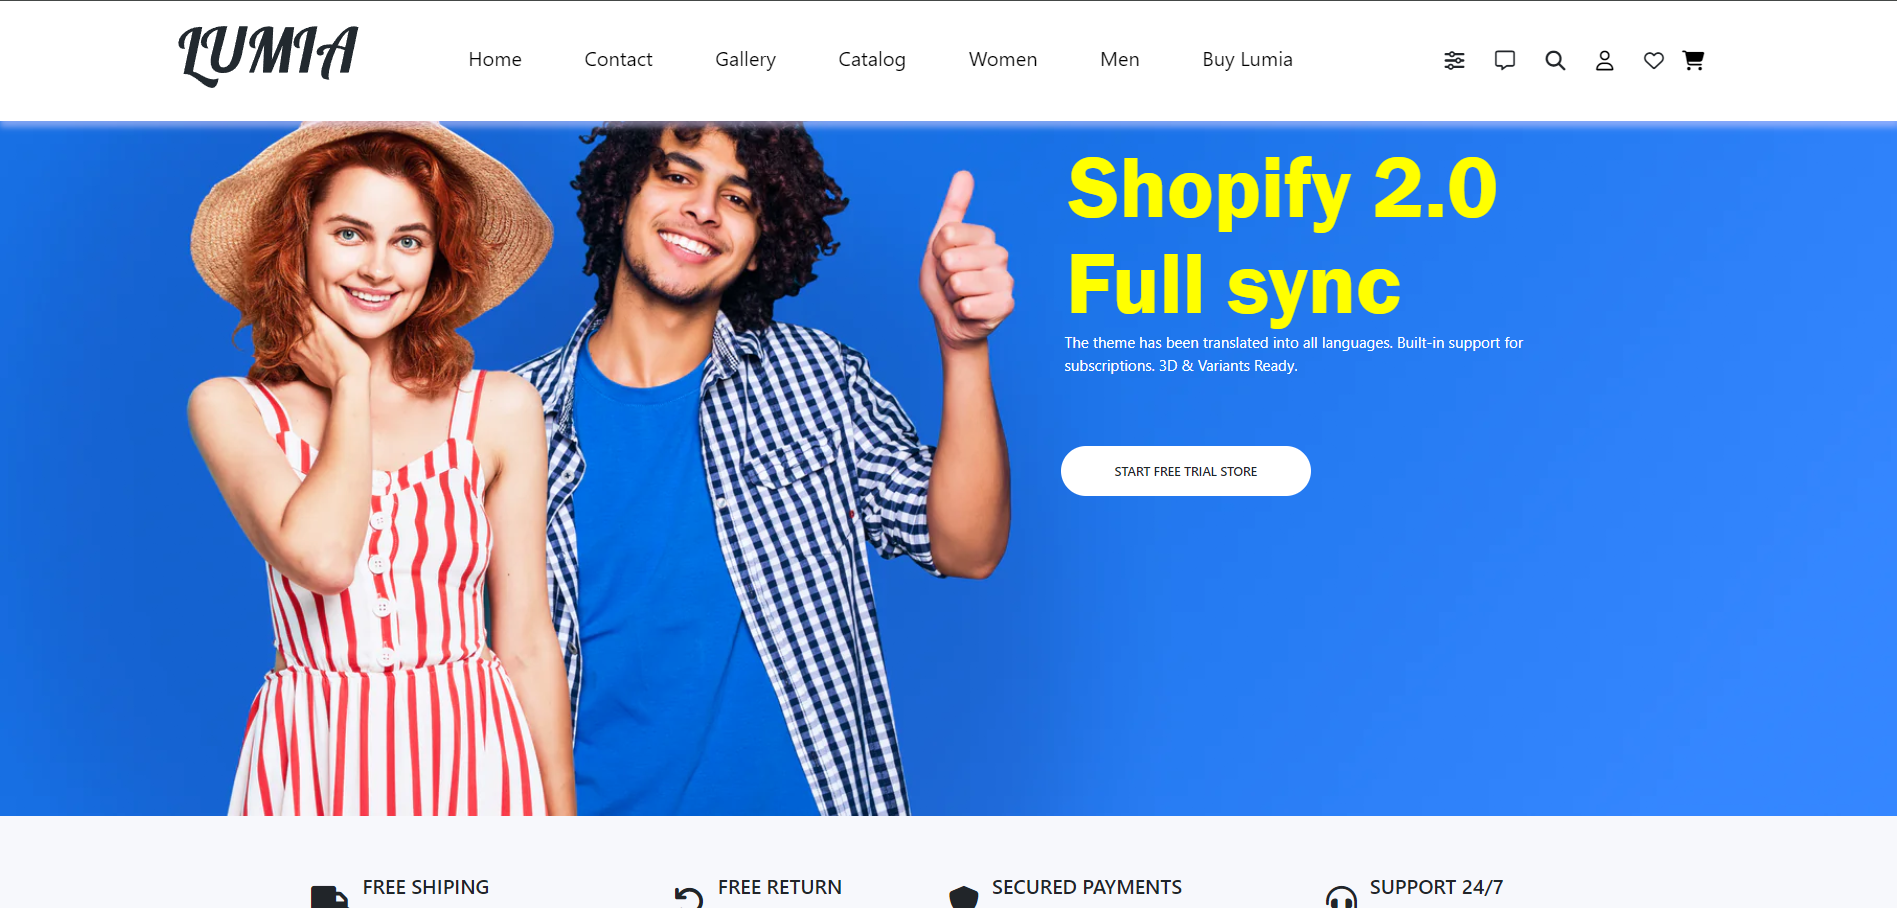 LUMIA
Home Contact Gallery Catalog Women Men Buy Lumia
Shopify 2.0
Full sync
The theme has been translated into all languages. Built-in support for
subscriptions. 3D & Variants Ready.
START FREE TRIAL STORE
FREE SHIPING FREE RETURN SECURED PAYMENTS SUPPORT 24/7